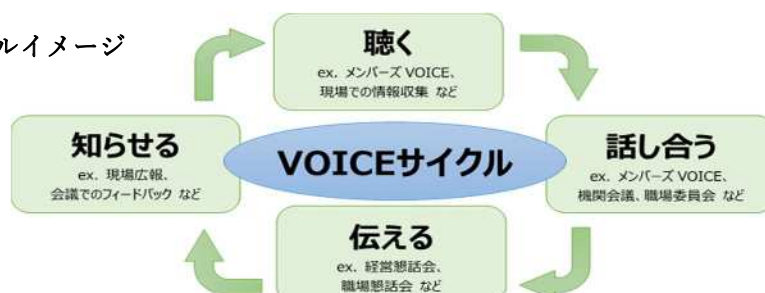 ルイメージ
聴く
ex. メンバーズ VOICE、
現場での情報収集 など
知らせる
ex. 現場広報、
会議でのフィードバック など
VOICEサイクル
話し合う
ex. メンバーズ VOICE、
機関会議、職場委員会 など
伝える
ex. 経営懇話会、
職場懇話会 など